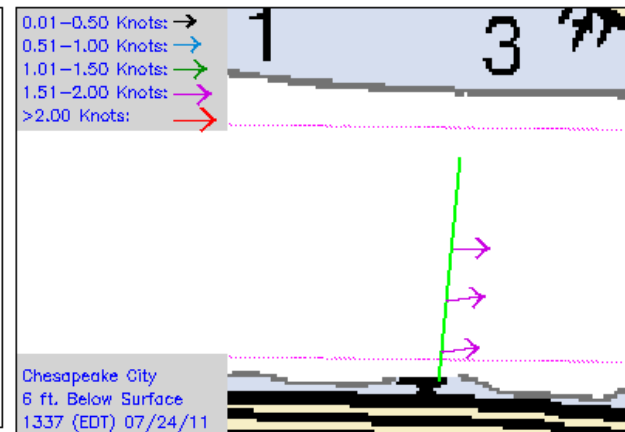 0.01-0.50 Knots:
0.51-1.00 Knots:
1.01-1.50 Knots:
1.51-2.00 Knots:
>2.00 Knots:
1 3
Chesapeake City
6 ft. Below Surface
1337 (EDT) 07/24/11